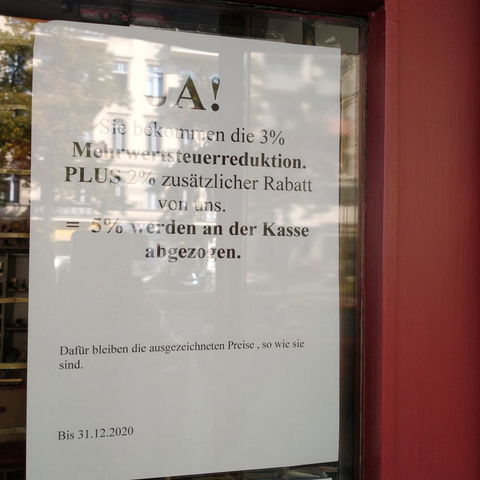 JA!
Sie bekommen die 3%
Mehrwertsteuerreduktion.
PLUS 2% zusätzlicher Rabatt
von uns.
= 5% werden an der Kasse
abgezogen.
Dafür bleiben die ausgezeichneten Preise , so wie sie
sind.
Bis 31.12.2020